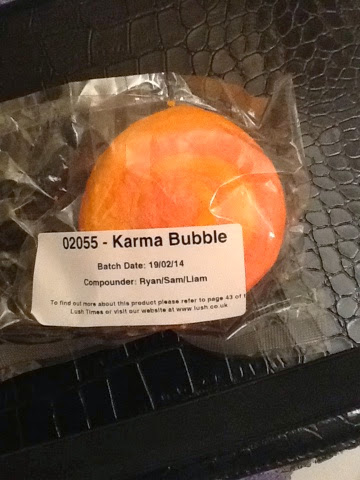 02055 - Karma Bubble
Batch Date: 19/02/14
Compounder: Ryan/Sam/Liam
To find out more about this product please refer to page 43 of
Lush Times or visit our website at www.lush.co.uk